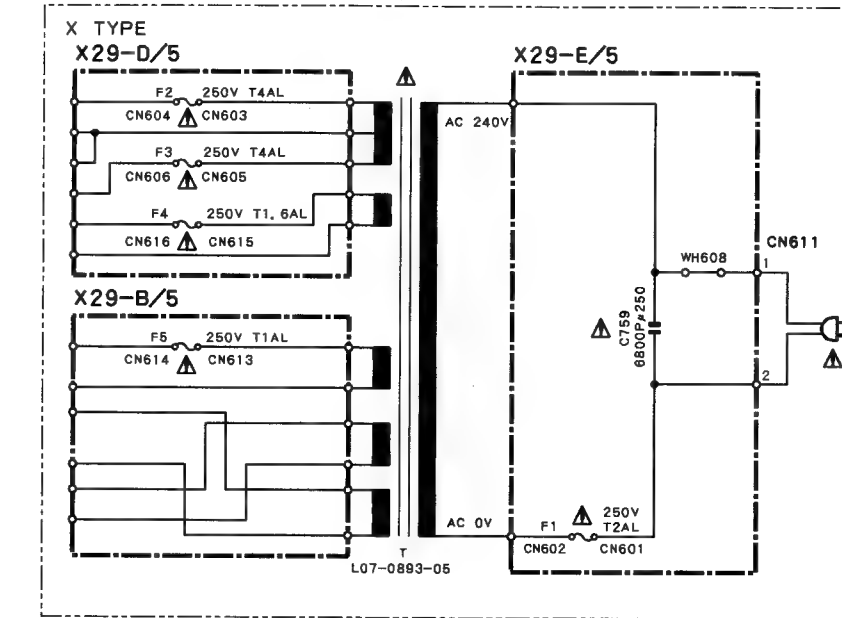 X TYPE
X29-D/5
F2 250V T4AL
CN604 CN603
F3 250V T4AL
CN606 CN605
F4 250V T1.6AL
CN616 CN615
X29-B/5
F5 250V T1AL
CN614 CN613
T
L07-0893-05
X29-E/5
AC 240V
AC 0V
WH608
CN611
1
2
C759
6800Pµ250
F1 250V T2AL
CN602 CN601